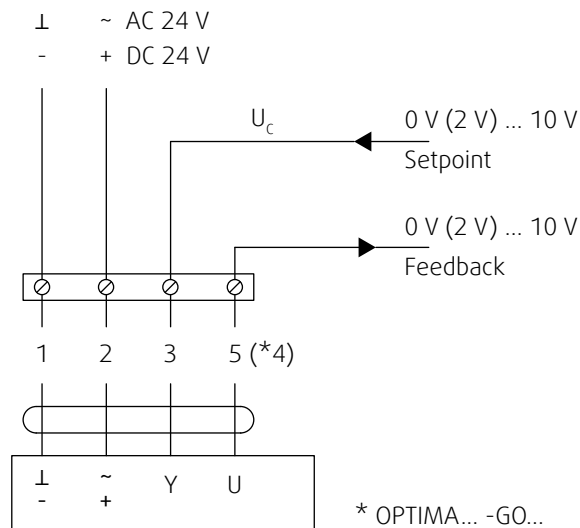 ⊥ ~ AC 24 V
- + DC 24 V
Uc 0 V (2 V) ... 10 V
Setpoint
0 V (2 V) ... 10 V
Feedback
1 2 3 5 (*4)
⊥ ~ Y U
- +
* OPTIMA... -GO...